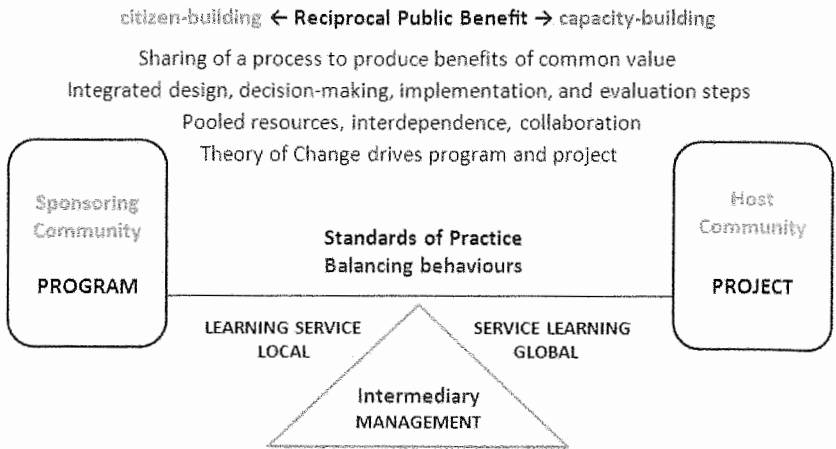 citizen-building ← Reciprocal Public Benefit → capacity-building
Sharing of a process to produce benefits of common value
Integrated design, decision-making, implementation, and evaluation steps
Pooled resources, interdependence, collaboration
Theory of Change drives program and project
Sponsoring
Community
PROGRAM
Standards of Practice
Balancing behaviours
Host
Community
PROJECT
LEARNING SERVICE
LOCAL
SERVICE LEARNING
GLOBAL
Intermediary
MANAGEMENT